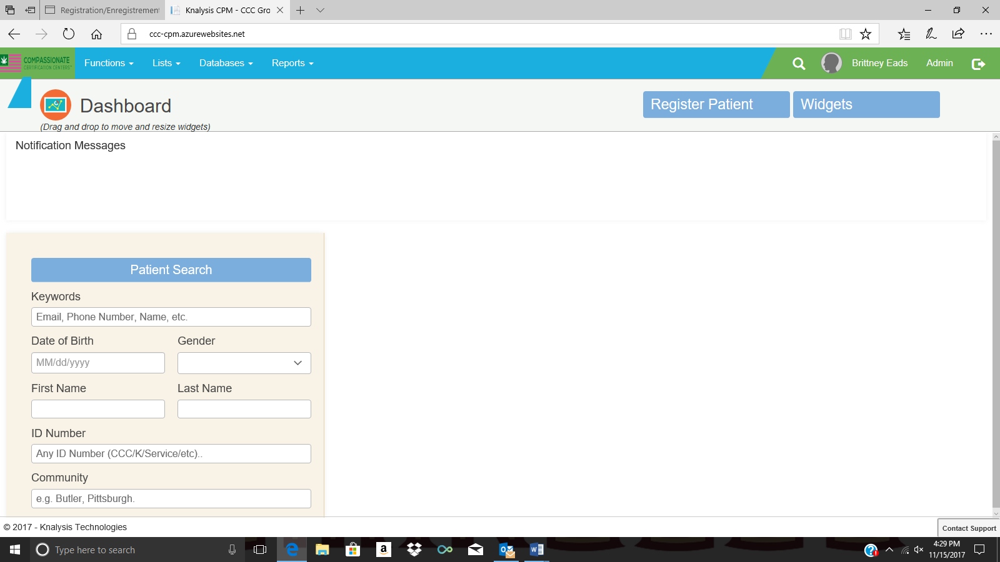 Registration/Enregistrement
Knalysis CPM - CCC Gro
ccc-cpm.azurewebsites.net
COMPASSIONATE
CERTIFICATION CENTERS
Functions
Lists
Databases
Reports
Brittney Eads
Admin
Dashboard
(Drag and drop to move and resize widgets)
Register Patient
Widgets
Notification Messages
Patient Search
Keywords
Email, Phone Number, Name, etc.
Date of Birth
Gender
MM/dd/yyyy
First Name
Last Name
ID Number
Any ID Number (CCC/K/Service/etc)..
Community
e.g. Butler, Pittsburgh.
© 2017 - Knalysis Technologies
Contact Support
Type here to search
4:29 PM
11/15/2017